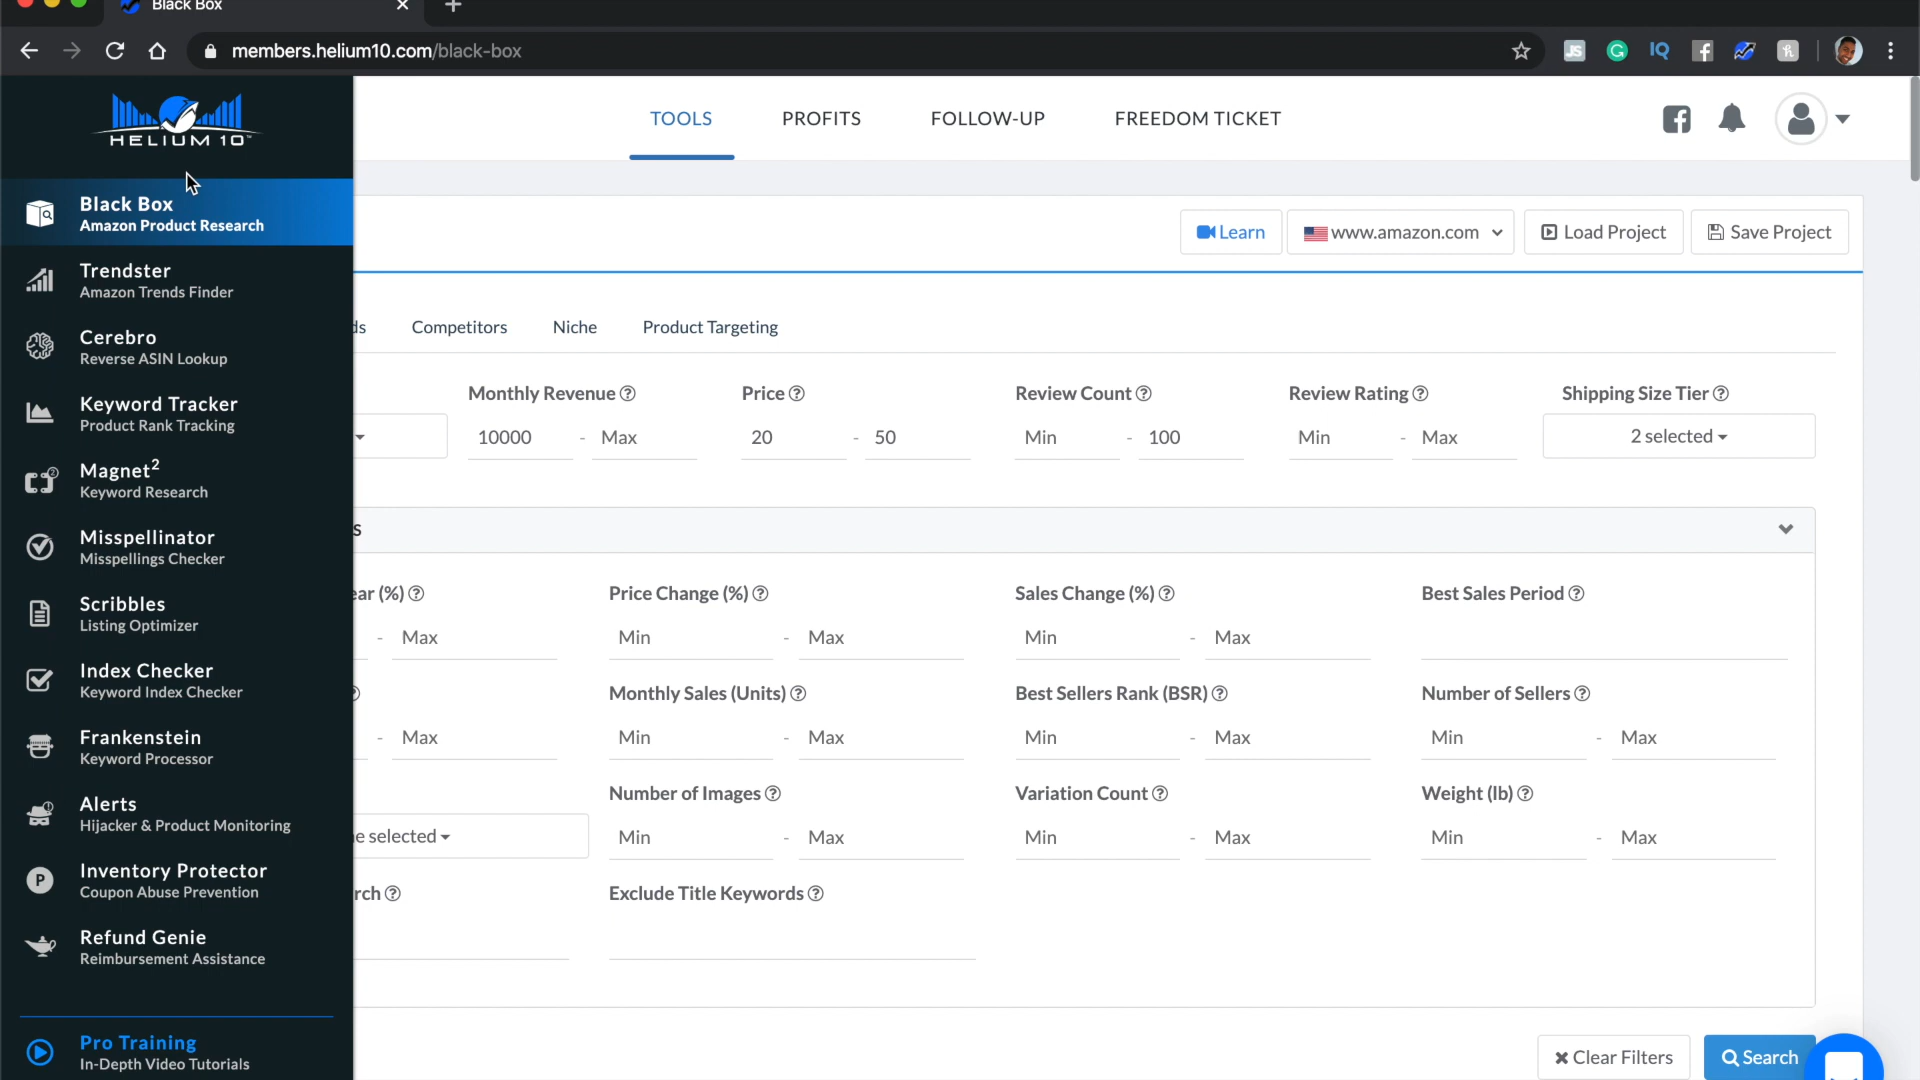 Black Box
members.helium10.com/black-box
JS
G
IQ
HELIUM 10
TOOLS
PROFITS
FOLLOW-UP
FREEDOM TICKET
Black Box
Amazon Product Research
Trendster
Amazon Trends Finder
Cerebro
Reverse ASIN Lookup
Keyword Tracker
Product Rank Tracking
Magnet2
Keyword Research
Misspellinator
Misspellings Checker
Scribbles
Listing Optimizer
Index Checker
Keyword Index Checker
Frankenstein
Keyword Processor
Alerts
Hijacker & Product Monitoring
P
Inventory Protector
Coupon Abuse Prevention
Refund Genie
Reimbursement Assistance
Pro Training
In-Depth Video Tutorials
Learn
www.amazon.com
Load Project
Save Project
ds
Competitors
Niche
Product Targeting
Monthly Revenue
Price
Review Count
Review Rating
Shipping Size Tier
10000 - Max
20 - 50
Min - 100
Min - Max
2 selected
s
ear (%)
Price Change (%)
Sales Change (%)
Best Sales Period
- Max
Min - Max
Min - Max
Monthly Sales (Units)
Best Sellers Rank (BSR)
Number of Sellers
- Max
Min - Max
Min - Max
Min - Max
Number of Images
Variation Count
Weight (lb)
e selected
Min - Max
Min - Max
Min - Max
rch
Exclude Title Keywords
Clear Filters
Search